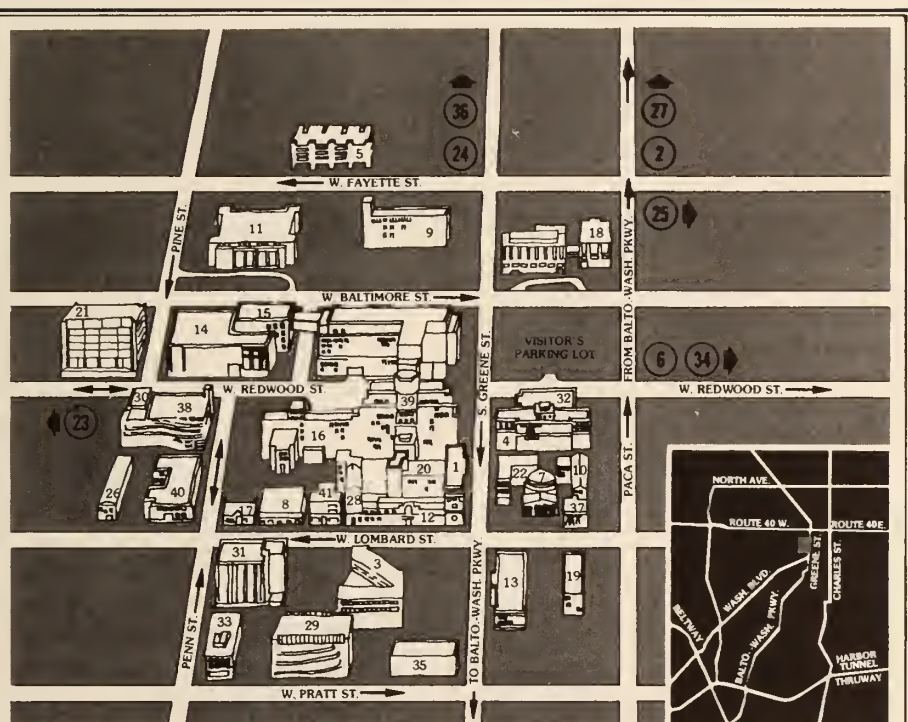 36
27
24
2
5
W. FAYETTE ST.
PINE ST.
11
9
18
25
FROM BALTO.-WASH. PKWY.
W. BALTIMORE ST.
21
15
14
S. GREENE ST.
VISITOR'S
PARKING LOT
6
34
W. REDWOOD ST.
W. REDWOOD ST.
30
38
39
32
23
16
4
PACA ST.
20
1
22
7
10
26
40
17
8
41
28
12
37
W. LOMBARD ST.
31
3
13
19
PENN ST.
33
29
35
TO BALTO.-WASH. PKWY
W. PRATT ST.
NORTH AVE.
ROUTE 40 W.
ROUTE 40 E.
GREENE ST.
CHARLES ST.
WASH. BLVD.
BELTWAY
BALTO.-WASH. PKWY.
HARBOR
TUNNEL
THRUWAY